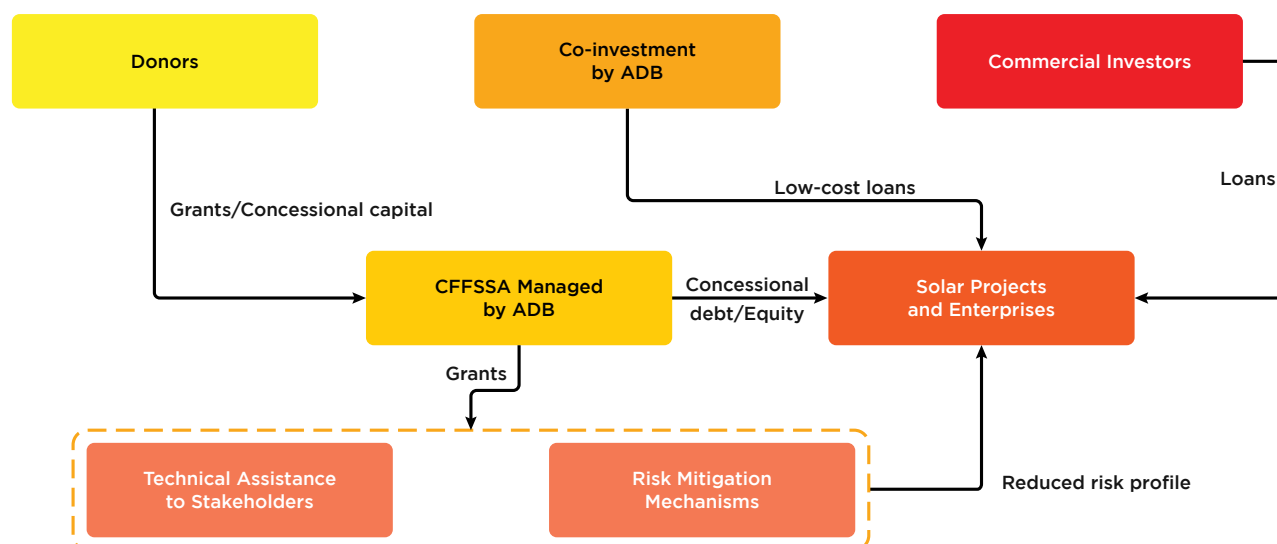 Donors
Co-investment
by ADB
Commercial Investors
Low-cost loans
Loans
Grants/Concessional capital
CFFSSA Managed
by ADB
Concessional
debt/Equity
Solar Projects
and Enterprises
Grants
Technical Assistance
to Stakeholders
Risk Mitigation
Mechanisms
Reduced risk profile